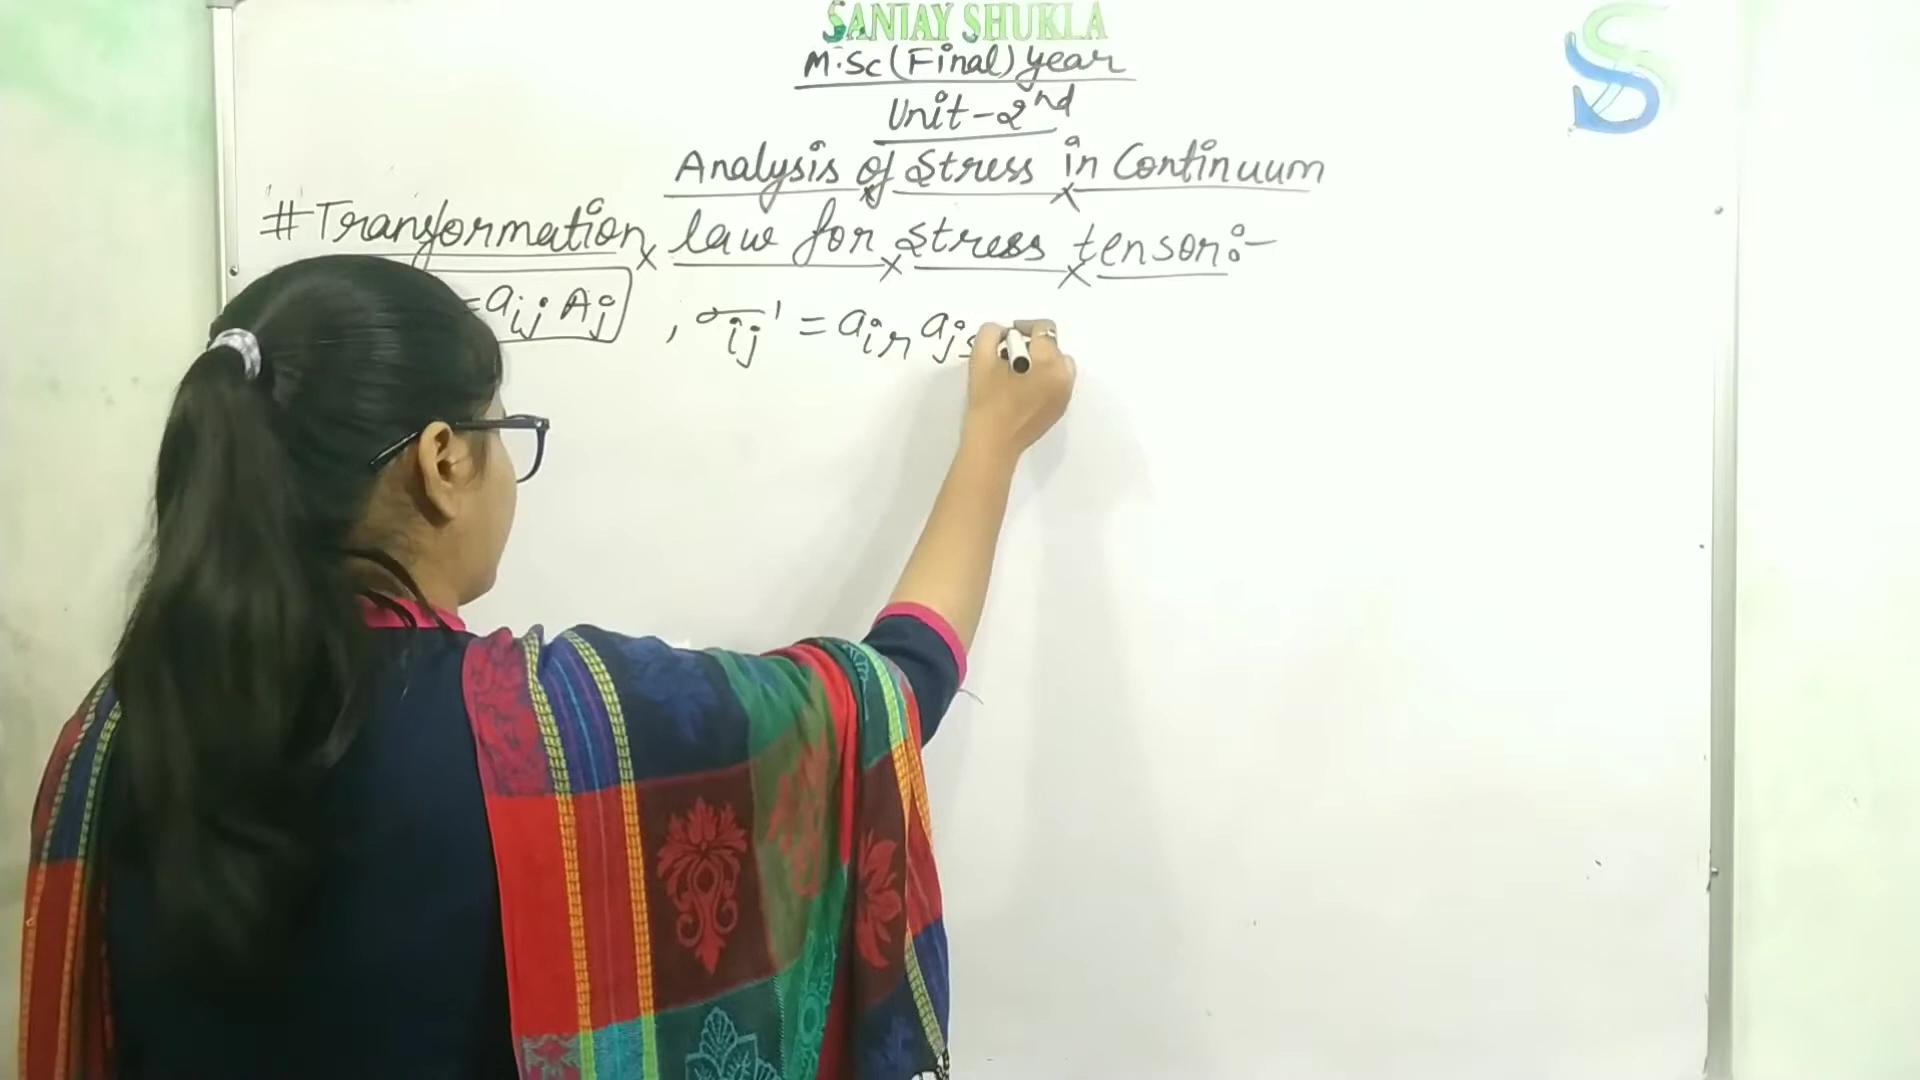 SANJAY SHUKLA
M.Sc (Final) Year
Unit-2nd
Analysis of Stress in Continuum
#Transformation law for Stress tensor:-
=aij Aj , σij' = air ajs